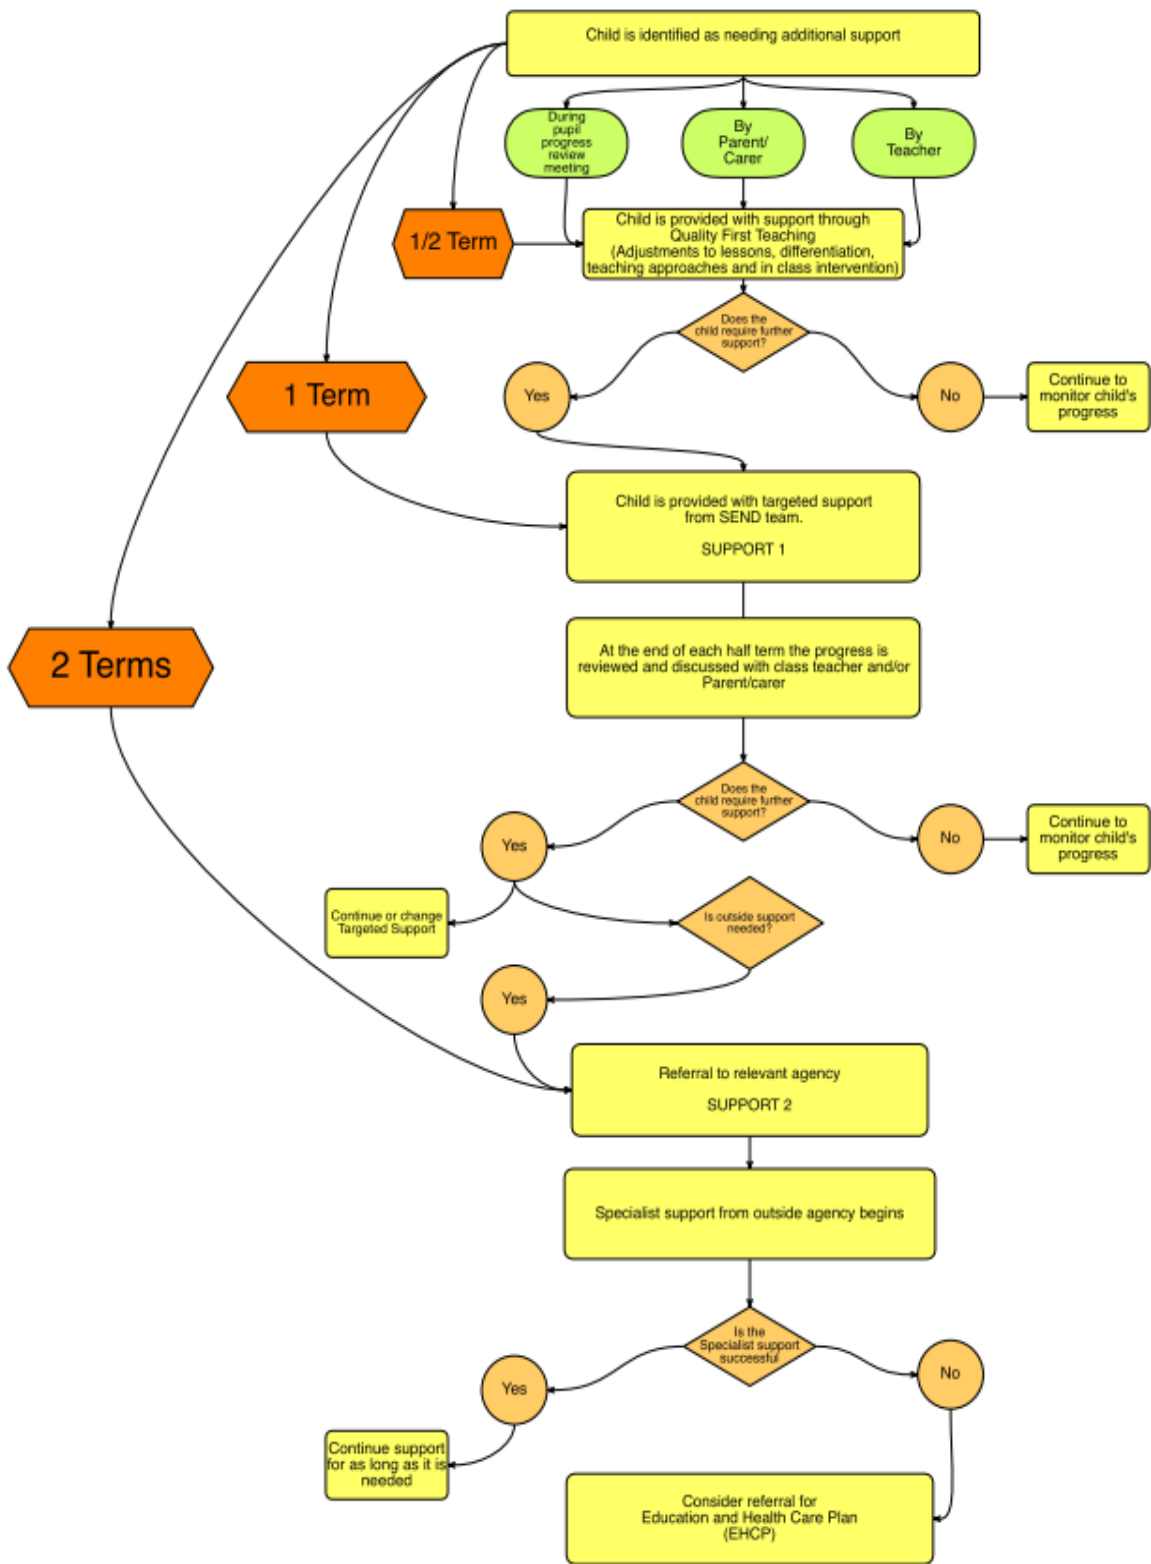 Child is identified as needing additional support
During
pupil
progress
review
meeting
By
Parent/
Carer
By
Teacher
1/2 Term
Child is provided with support through
Quality First Teaching
(Adjustments to lessons, differentiation,
teaching approaches and in class intervention)
Does the
child require further
support?
1 Term
Yes
No
Continue to
monitor child's
progress
Child is provided with targeted support
from SEND team.
SUPPORT 1
2 Terms
At the end of each half term the progress is
reviewed and discussed with class teacher and/or
Parent/carer
Does the
child require further
support?
Yes
No
Continue to
monitor child's
progress
Continue or change
Targeted Support
Is outside support
needed?
Yes
Referral to relevant agency
SUPPORT 2
Specialist support from outside agency begins
Is the
Specialist support
successful
Yes
No
Continue support
for as long as it is
needed
Consider referral for
Education and Health Care Plan
(EHCP)